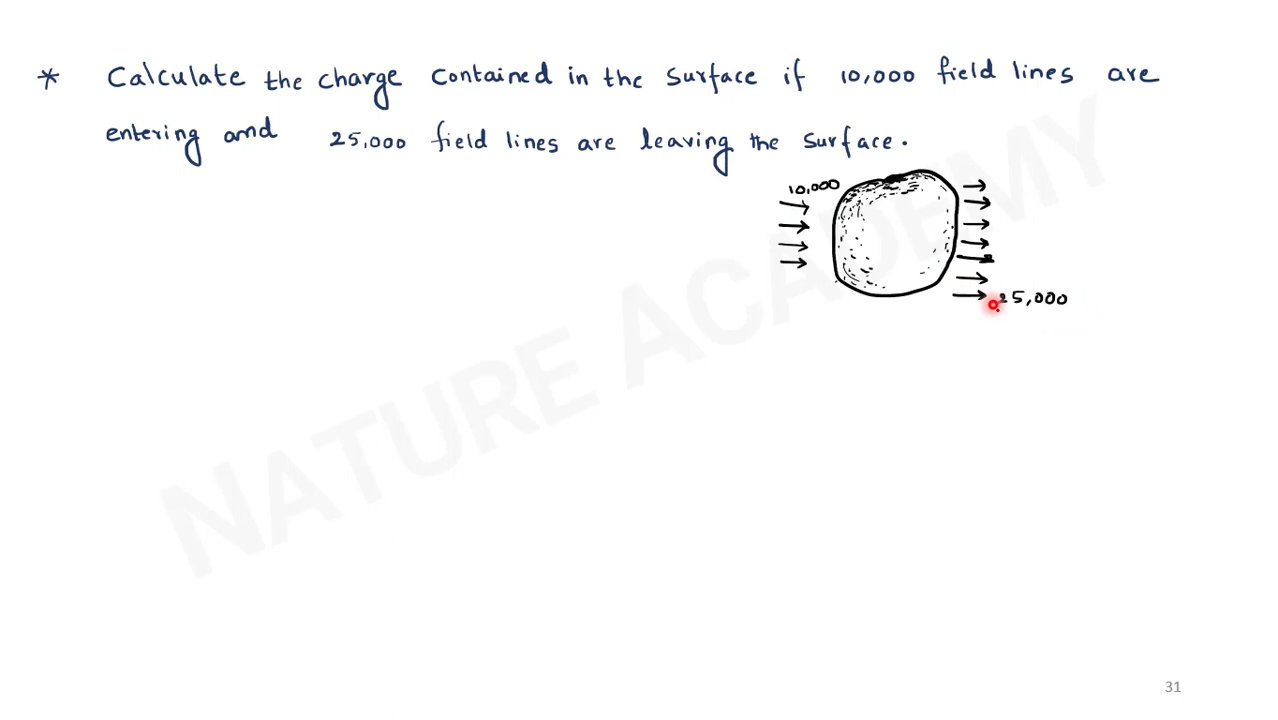 * Calculate the charge contained in the surface if 10,000 field lines are
entering and 25,000 field lines are leaving the surface.
10,000
25,000
NATURE ACADEMY
31